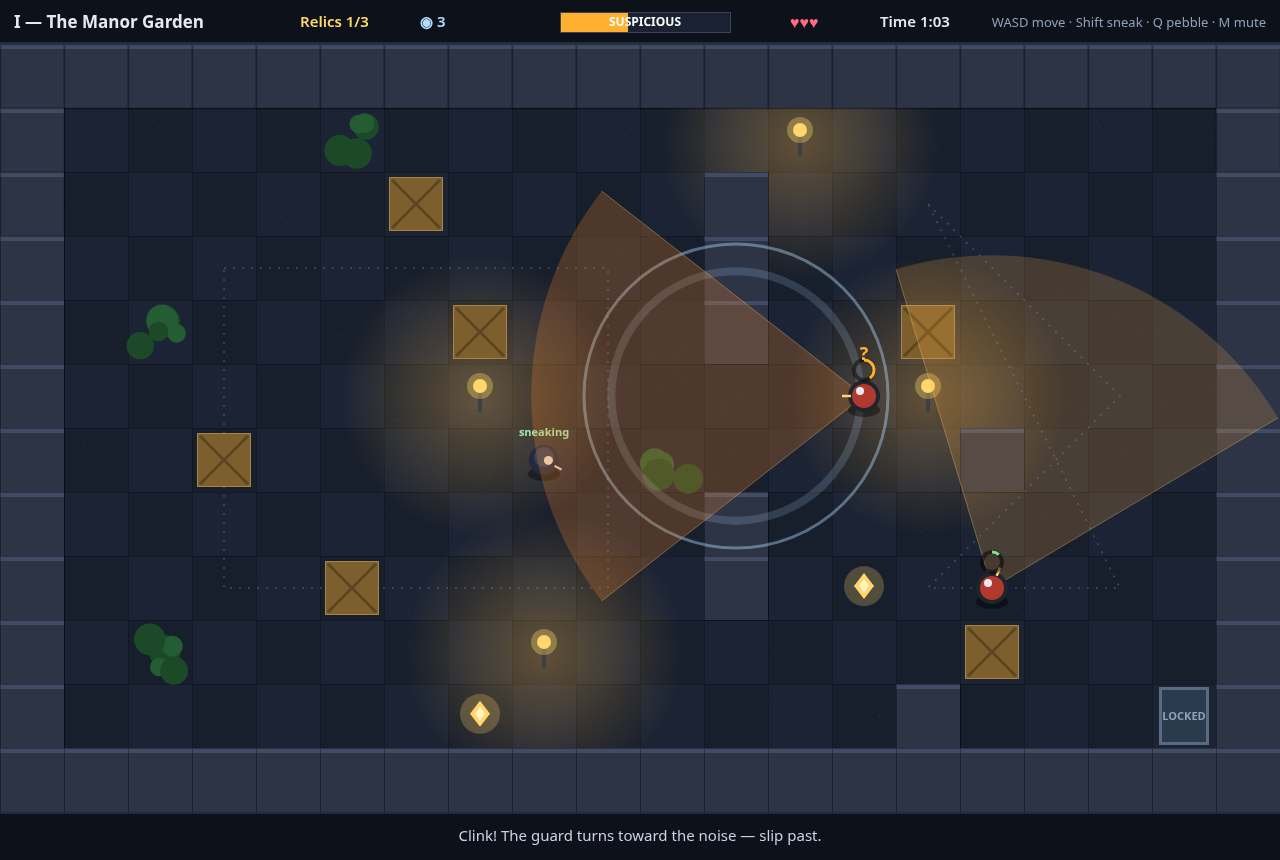 I — The Manor Garden
Relics 1/3
◉ 3
SUSPICIOUS
♥♥♥
Time 1:03
WASD move · Shift sneak · Q pebble · M mute
?
sneaking
LOCKED
Clink! The guard turns toward the noise — slip past.